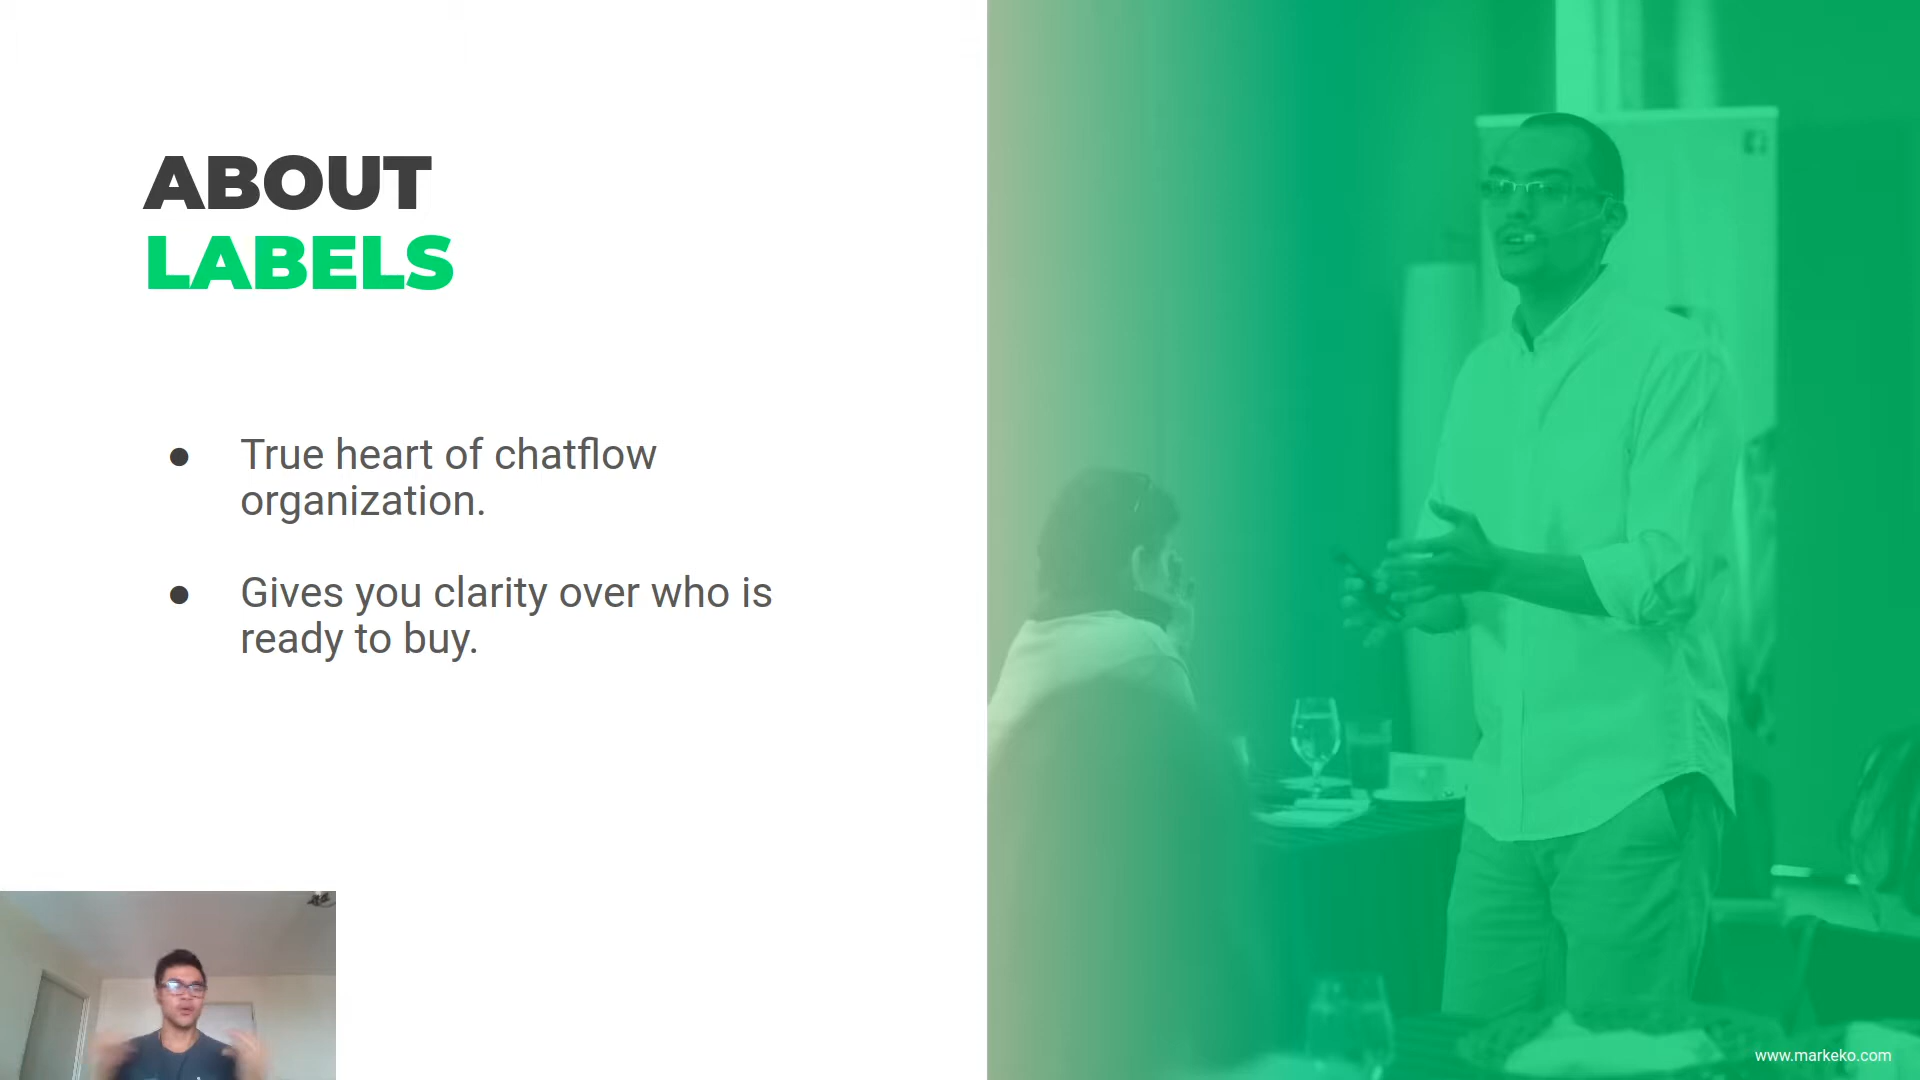 ABOUT
LABELS
● True heart of chatflow
organization.
● Gives you clarity over who is
ready to buy.
www.markeko.com